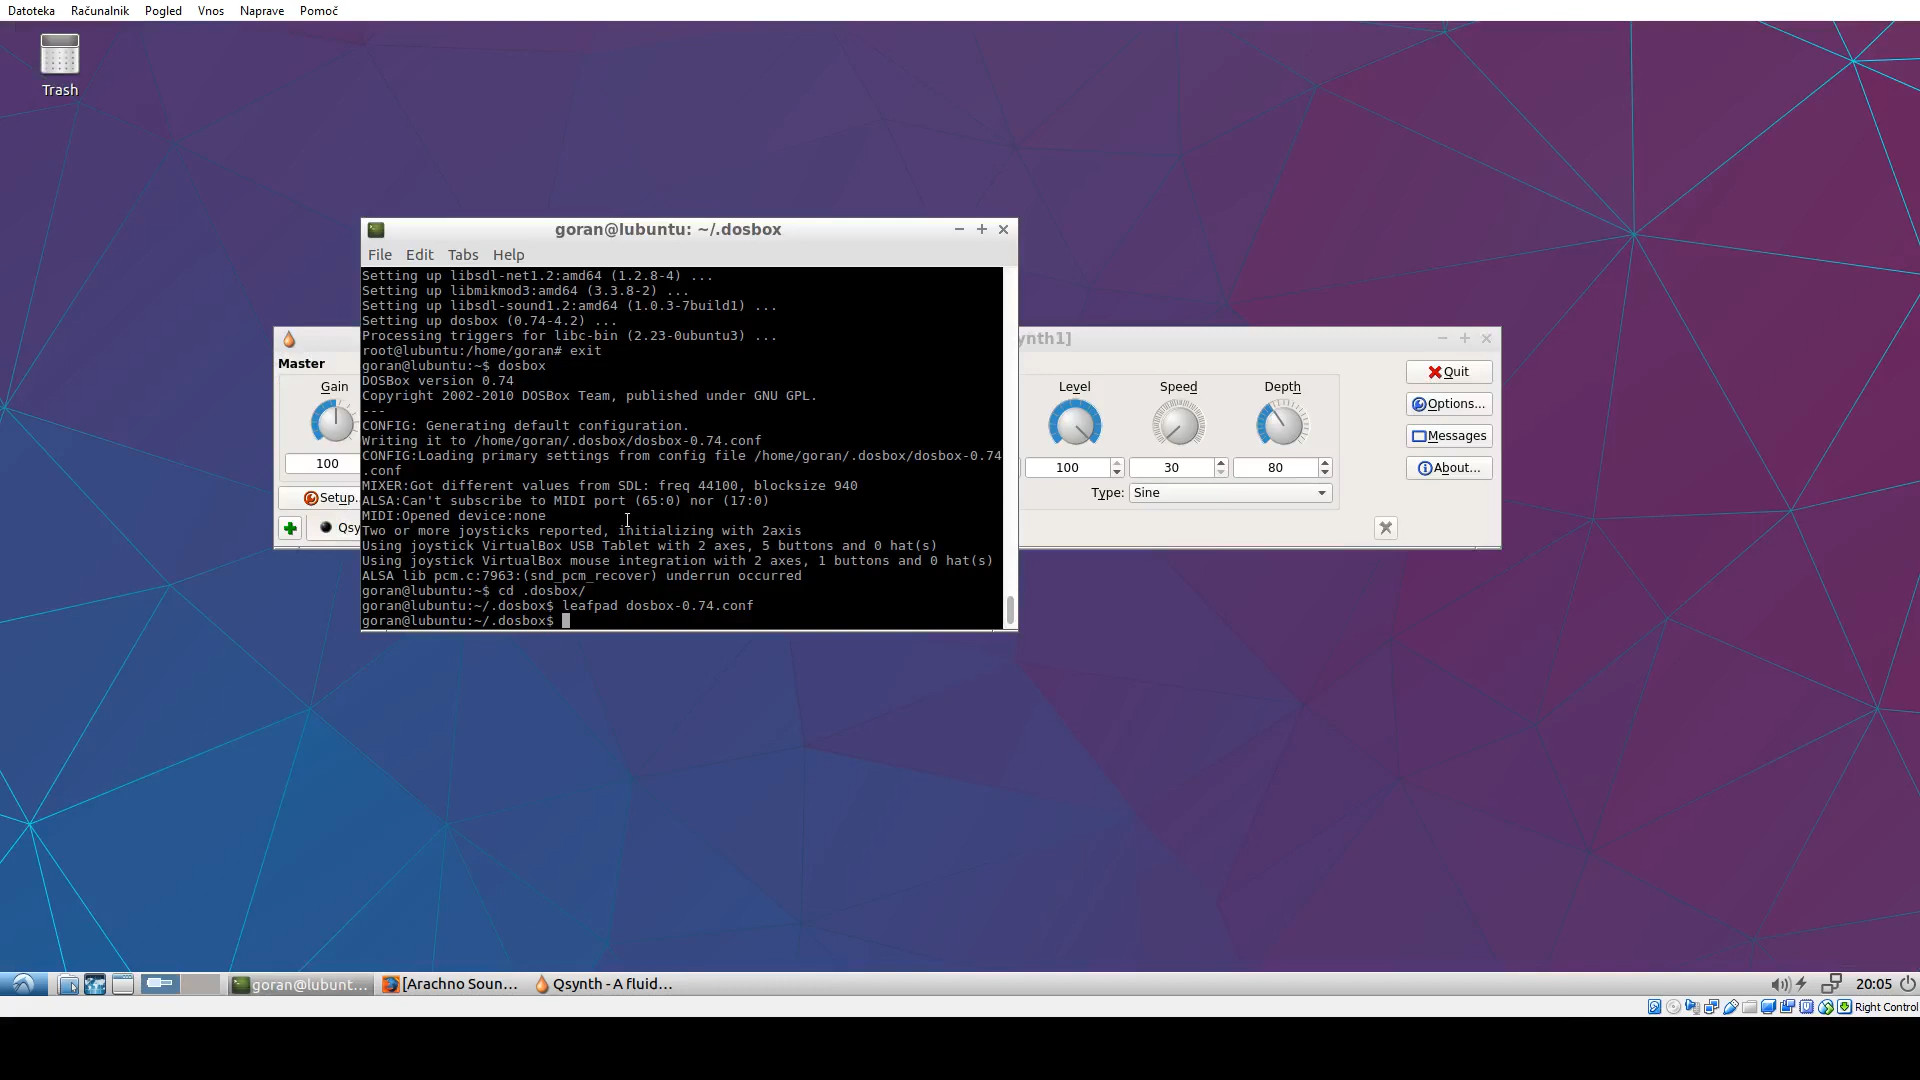 Datoteka Računalnik Pogled Vnos Naprave Pomoč
Trash
goran@lubuntu: ~/.dosbox
File Edit Tabs Help
Setting up libsdl-net1.2:amd64 (1.2.8-4) ...
Setting up libmikmod3:amd64 (3.3.8-2) ...
Setting up libsdl-sound1.2:amd64 (1.0.3-7build1) ...
Setting up dosbox (0.74-4.2) ...
Processing triggers for libc-bin (2.23-0ubuntu3) ...
root@lubuntu:/home/goran# exit
goran@lubuntu:~$ dosbox
DOSBox version 0.74
Copyright 2002-2010 DOSBox Team, published under GNU GPL.
---
CONFIG: Generating default configuration.
Writing it to /home/goran/.dosbox/dosbox-0.74.conf
CONFIG:Loading primary settings from config file /home/goran/.dosbox/dosbox-0.74
.conf
MIXER:Got different values from SDL: freq 44100, blocksize 940
ALSA:Can't subscribe to MIDI port (65:0) nor (17:0)
MIDI:Opened device:none
Two or more joysticks reported, initializing with 2axis
Using joystick VirtualBox USB Tablet with 2 axes, 5 buttons and 0 hat(s)
Using joystick VirtualBox mouse integration with 2 axes, 1 buttons and 0 hat(s)
ALSA lib pcm.c:7963:(snd_pcm_recover) underrun occurred
goran@lubuntu:~$ cd .dosbox/
goran@lubuntu:~/.dosbox$ leafpad dosbox-0.74.conf
goran@lubuntu:~/.dosbox$
Master
Gain
100
Setup.
Qsy
ynth1]
Level Speed Depth
100 30 80
Type: Sine
Quit
Options...
Messages
About...
goran@lubunt... [Arachno Soun... Qsynth - A fluid... 20:05
Right Control